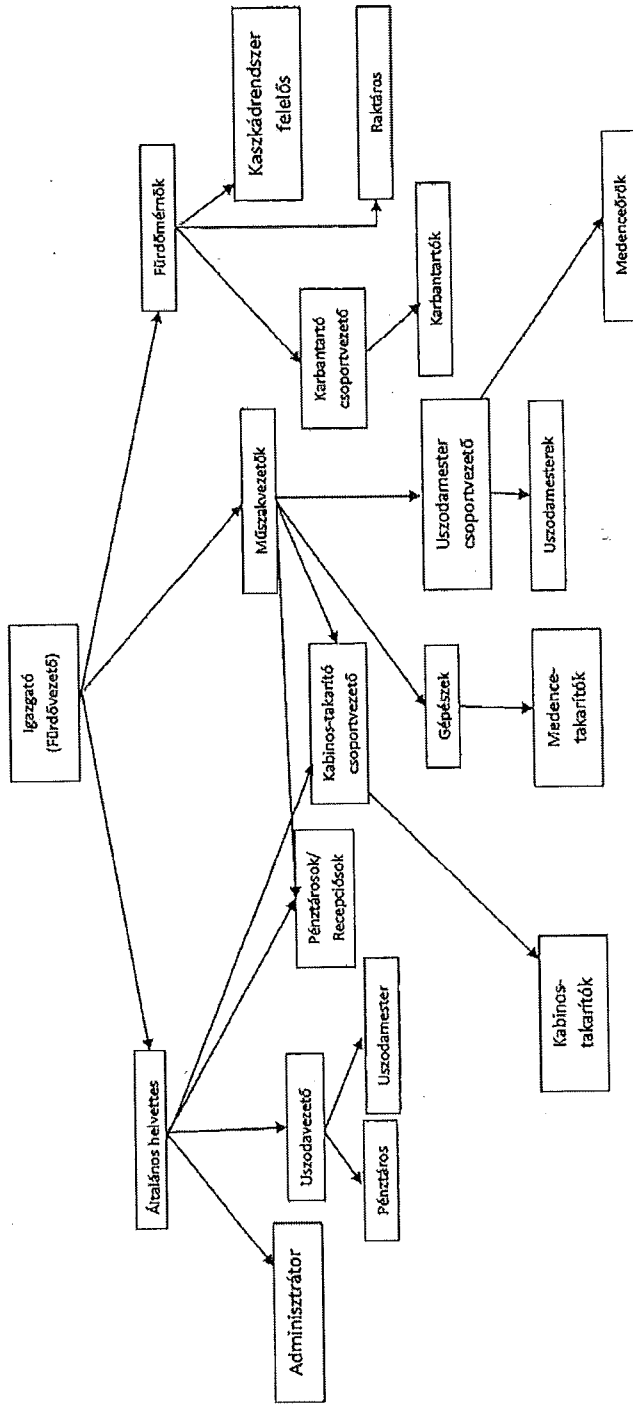 Igazgató
(Fürdővezető)
Általános helyettes
Műszakvezetők
Fürdőmérnök
Adminisztrátor
Uszodavezető
Pénztárosok/
Recepciósok
Kabinos-takarító
csoportvezető
Karbantartó
csoportvezető
Kaszkádrendszer
felelős
Pénztáros
Uszodamester
Raktáros
Gépészek
Uszodamester
csoportvezető
Karbantartók
Kabinos-
takarítók
Medence-
takarítók
Uszodamesterek
Medenceőrök